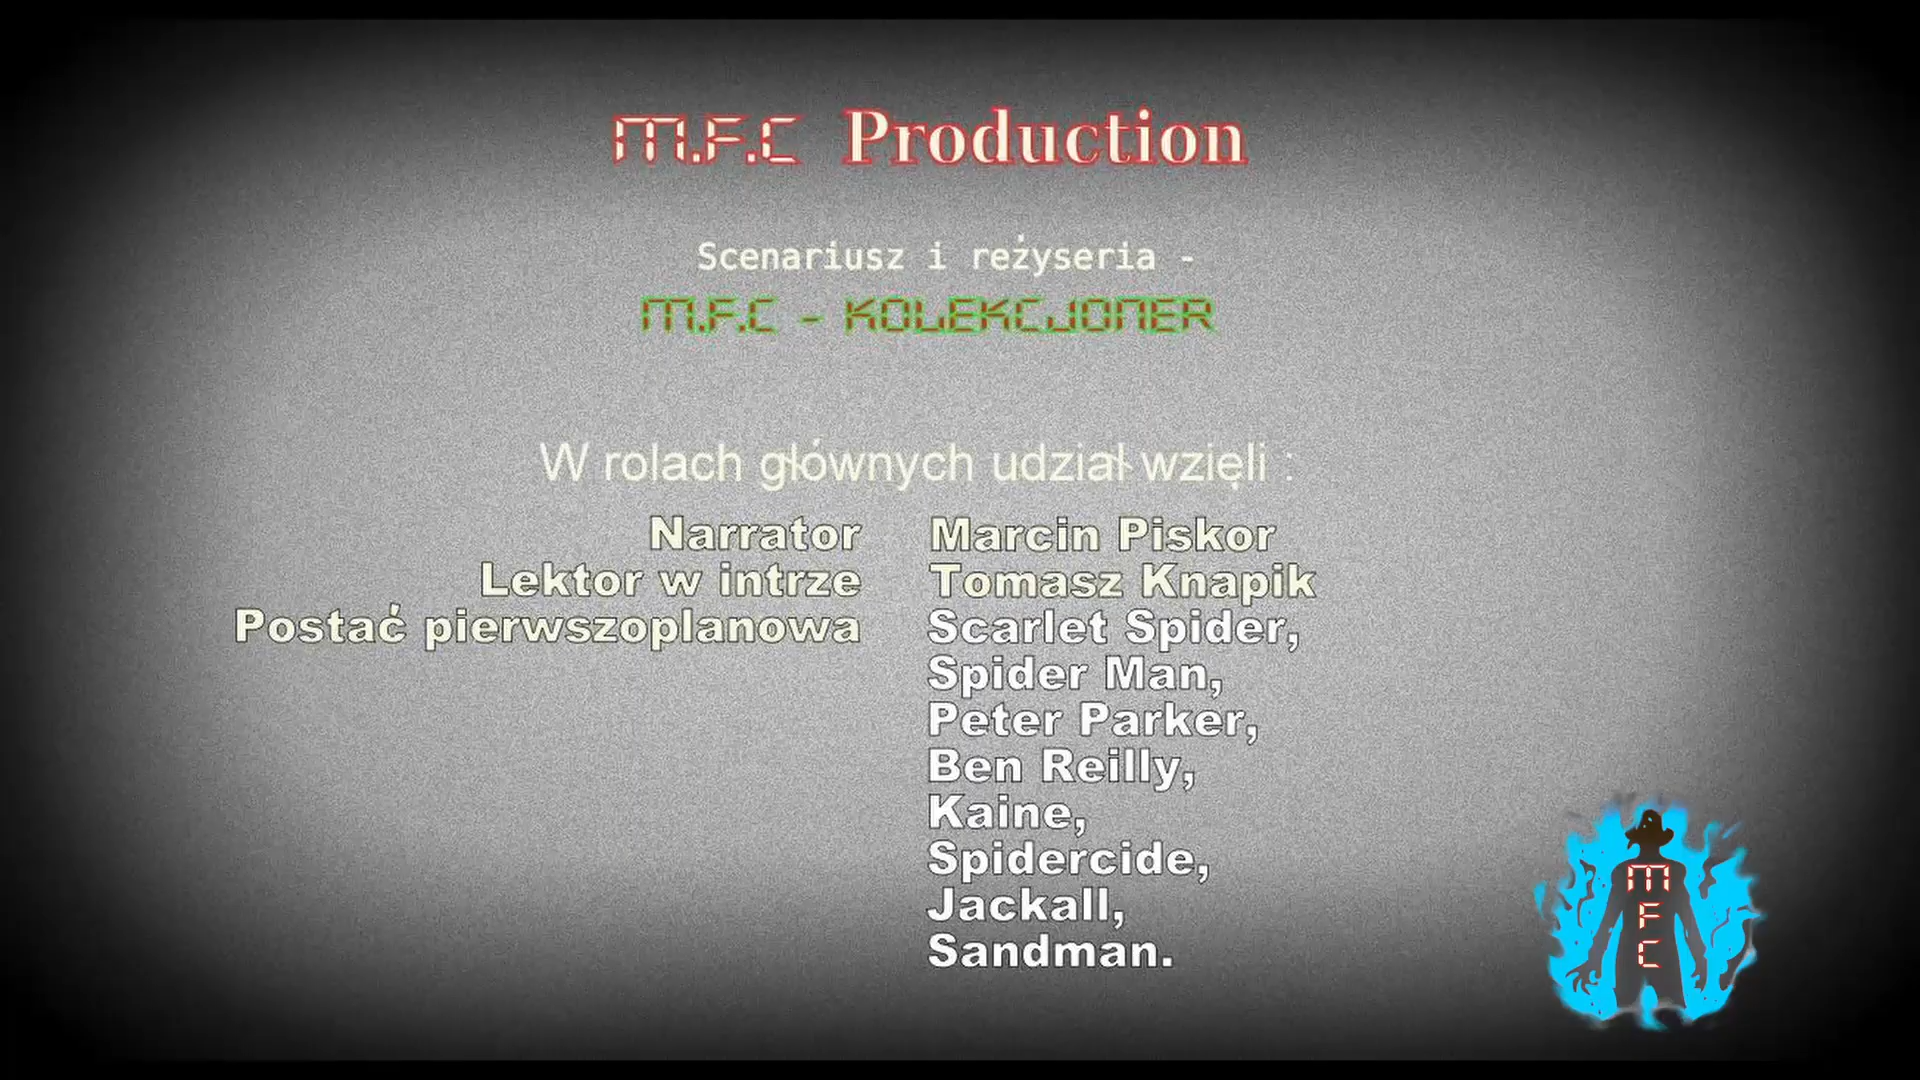 M.F.C Production
Scenariusz i reżyseria -
M.F.C - KOLEKCJONER
W rolach głównych udział wzięli :
Narrator Marcin Piskor
Lektor w intrze Tomasz Knapik
Postać pierwszoplanowa Scarlet Spider,
Spider Man,
Peter Parker,
Ben Reilly,
Kaine,
Spidercide,
Jackall,
Sandman.
M
F
C